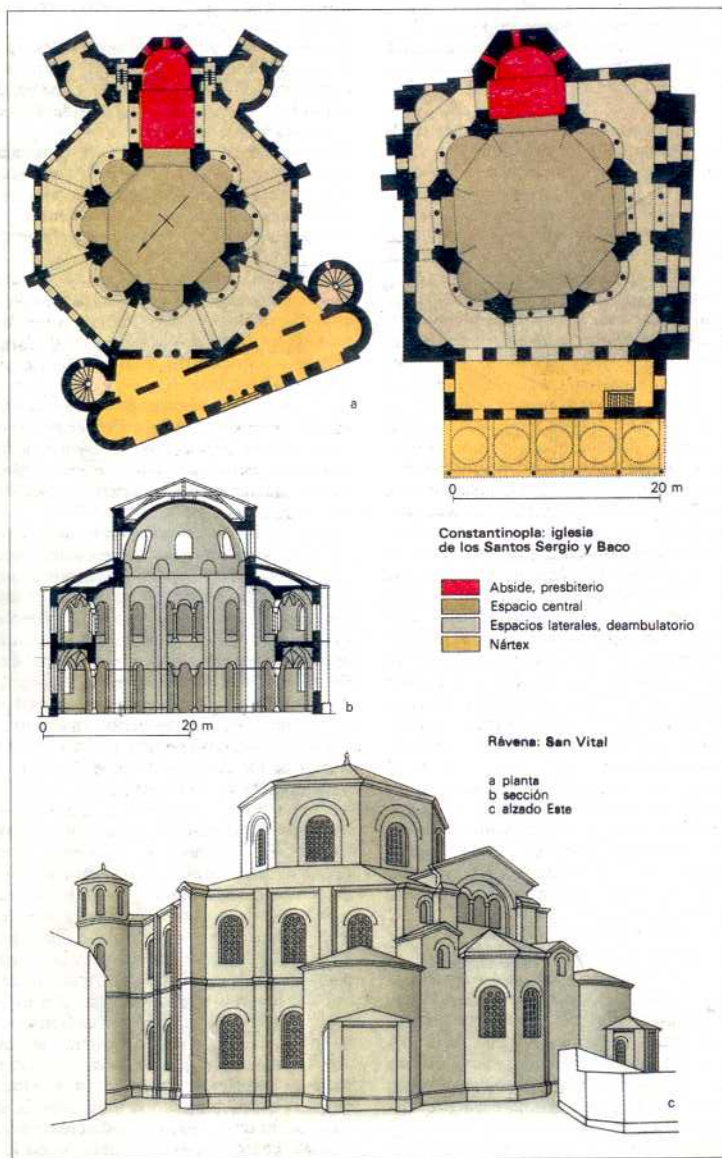 a
0 20 m
Constantinopla: iglesia
de los Santos Sergio y Baco
Abside, presbiterio
Espacio central
Espacios laterales, deambulatorio
Nártex
b
0 20 m
Rávena: San Vital
a planta
b sección
c alzado Este
c